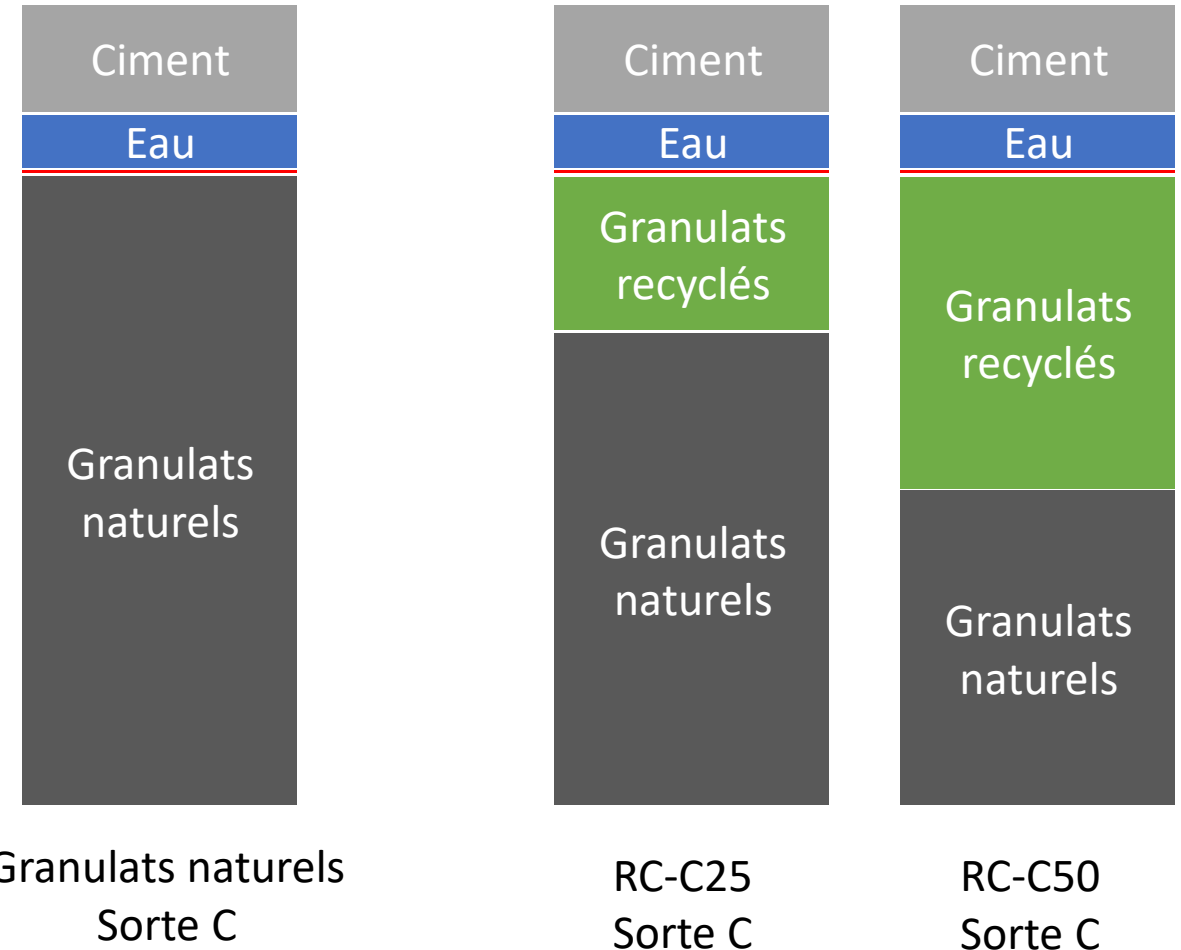 Ciment
Eau
Granulats
naturels
Granulats naturels
Sorte C
Ciment
Eau
Granulats
recyclés
Granulats
naturels
RC-C25
Sorte C
Ciment
Eau
Granulats
recyclés
Granulats
naturels
RC-C50
Sorte C